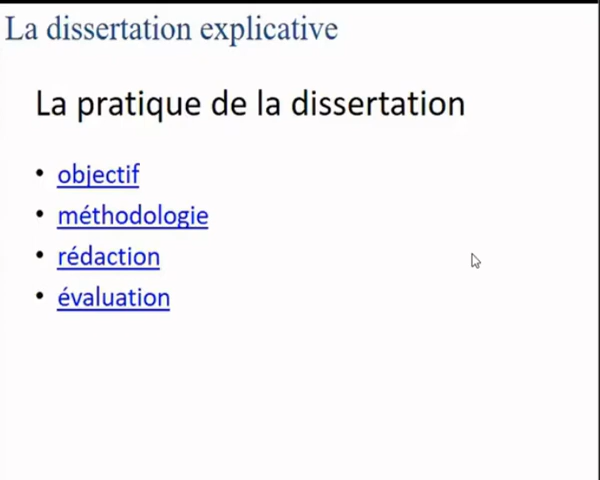 La dissertation explicative
La pratique de la dissertation
• objectif
• méthodologie
• rédaction
• évaluation